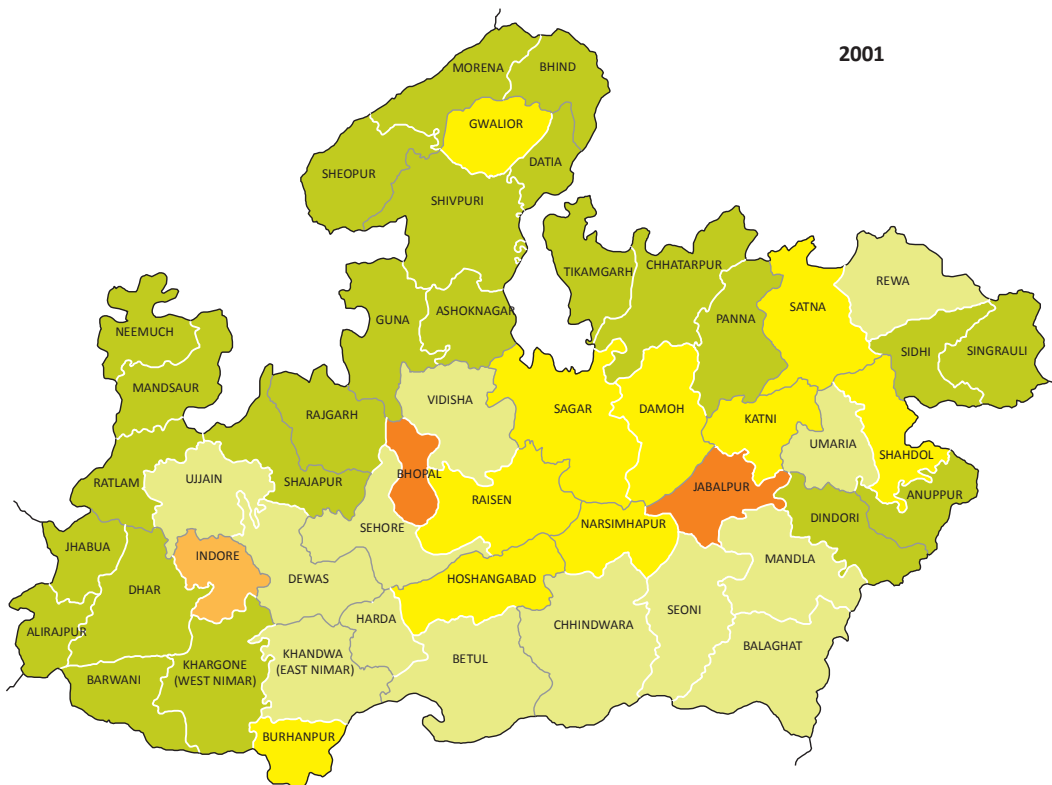 2001
MORENA
BHIND
GWALIOR
DATIA
SHEOPUR
SHIVPURI
TIKAMGARH
CHHATARPUR
REWA
SATNA
GUNA
ASHOKNAGAR
PANNA
NEEMUCH
SIDHI
SINGRAULI
MANDSAUR
VIDISHA
SAGAR
DAMOH
RAJGARH
KATNI
UMARIA
SHAHDOL
BHOPAL
UJJAIN
SHAJAPUR
RATLAM
JABALPUR
ANUPPUR
RAISEN
DINDORI
SEHORE
NARSIMHAPUR
JHABUA
INDORE
MANDLA
DEWAS
HOSHANGABAD
DHAR
SEONI
HARDA
CHHINDWARA
ALIRAJPUR
BALAGHAT
KHANDWA
(EAST NIMAR)
BETUL
KHARGONE
(WEST NIMAR)
BARWANI
BURHANPUR